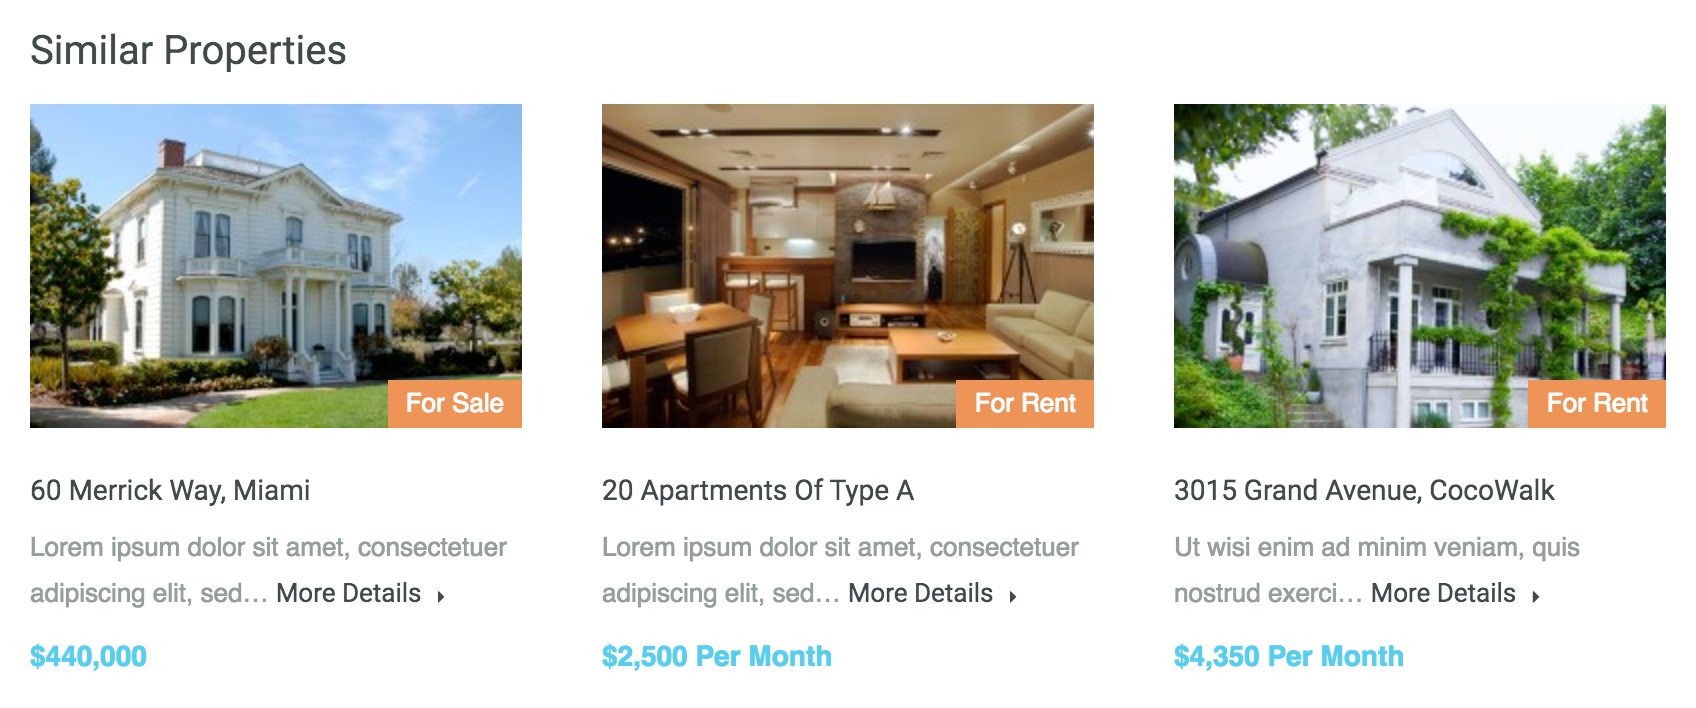 Similar Properties
For Sale
For Rent
For Rent
60 Merrick Way, Miami
Lorem ipsum dolor sit amet, consectetuer
adipiscing elit, sed... More Details
$440,000
20 Apartments Of Type A
Lorem ipsum dolor sit amet, consectetuer
adipiscing elit, sed... More Details
$2,500 Per Month
3015 Grand Avenue, CocoWalk
Ut wisi enim ad minim veniam, quis
nostrud exerci... More Details
$4,350 Per Month